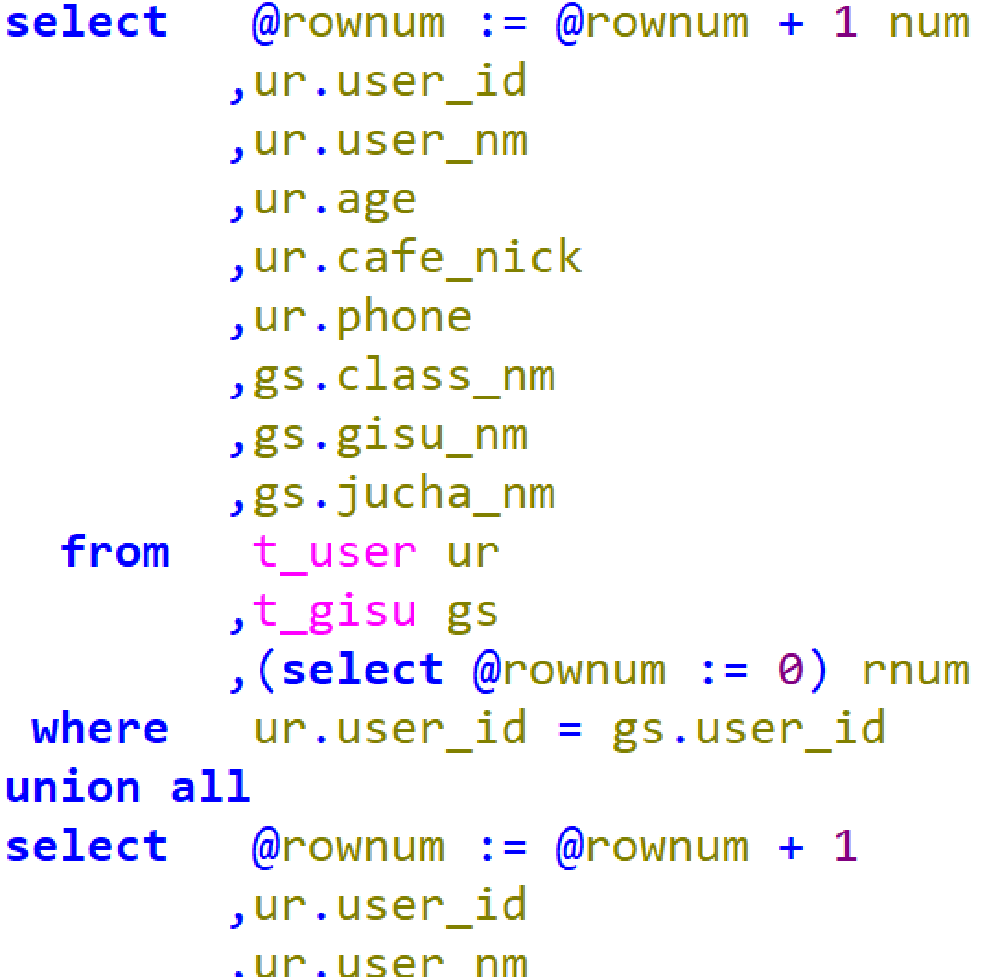 select   @rownum := @rownum + 1 num
        ,ur.user_id
        ,ur.user_nm
        ,ur.age
        ,ur.cafe_nick
        ,ur.phone
        ,gs.class_nm
        ,gs.gisu_nm
        ,gs.jucha_nm
  from   t_user ur
        ,t_gisu gs
        ,(select @rownum := 0) rnum
 where   ur.user_id = gs.user_id
union all
select   @rownum := @rownum + 1
        ,ur.user_id
        ,ur.user_nm